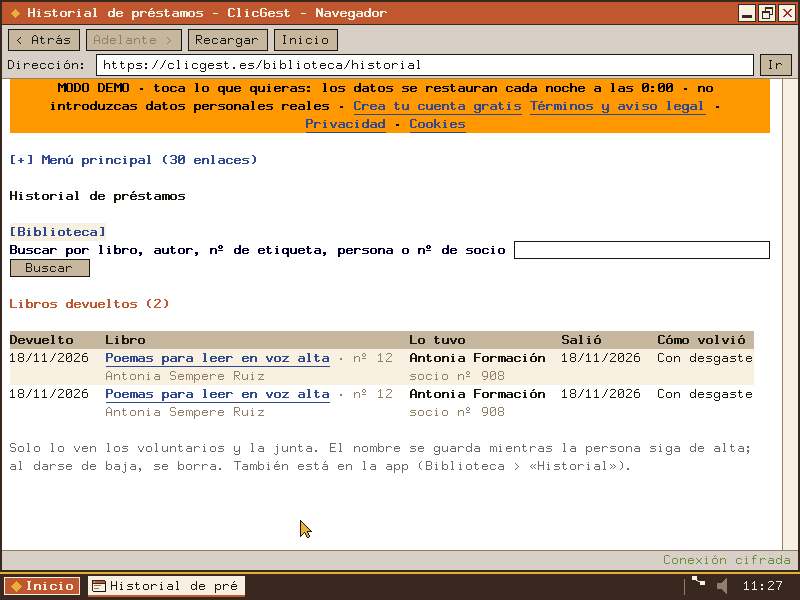 Historial de préstamos - ClicGest - Navegador
< Atrás Adelante > Recargar Inicio
Dirección: https://clicgest.es/biblioteca/historial Ir
MODO DEMO · toca lo que quieras: los datos se restauran cada noche a las 0:00 · no
introduzcas datos personales reales · Crea tu cuenta gratis Términos y aviso legal ·
Privacidad · Cookies
[+] Menú principal (30 enlaces)
Historial de préstamos
[Biblioteca]
Buscar por libro, autor, nº de etiqueta, persona o nº de socio
Buscar
Libros devueltos (2)
Devuelto Libro Lo tuvo Salió Cómo volvió
18/11/2026 Poemas para leer en voz alta · nº 12 Antonia Formación 18/11/2026 Con desgaste
Antonia Sempere Ruiz socio nº 908
18/11/2026 Poemas para leer en voz alta · nº 12 Antonia Formación 18/11/2026 Con desgaste
Antonia Sempere Ruiz socio nº 908
Solo lo ven los voluntarios y la junta. El nombre se guarda mientras la persona siga de alta;
al darse de baja, se borra. También está en la app (Biblioteca > «Historial»).
Conexión cifrada
Inicio Historial de pré 11:27